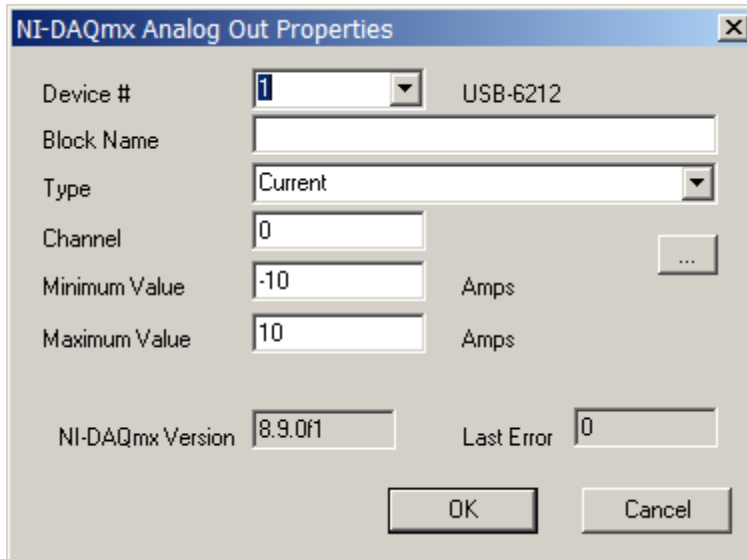 NI-DAQmx Analog Out Properties
Device # 1 USB-6212
Block Name
Type Current
Channel 0
...
Minimum Value -10 Amps
Maximum Value 10 Amps
NI-DAQmx Version 8.9.0f1 Last Error 0
OK Cancel